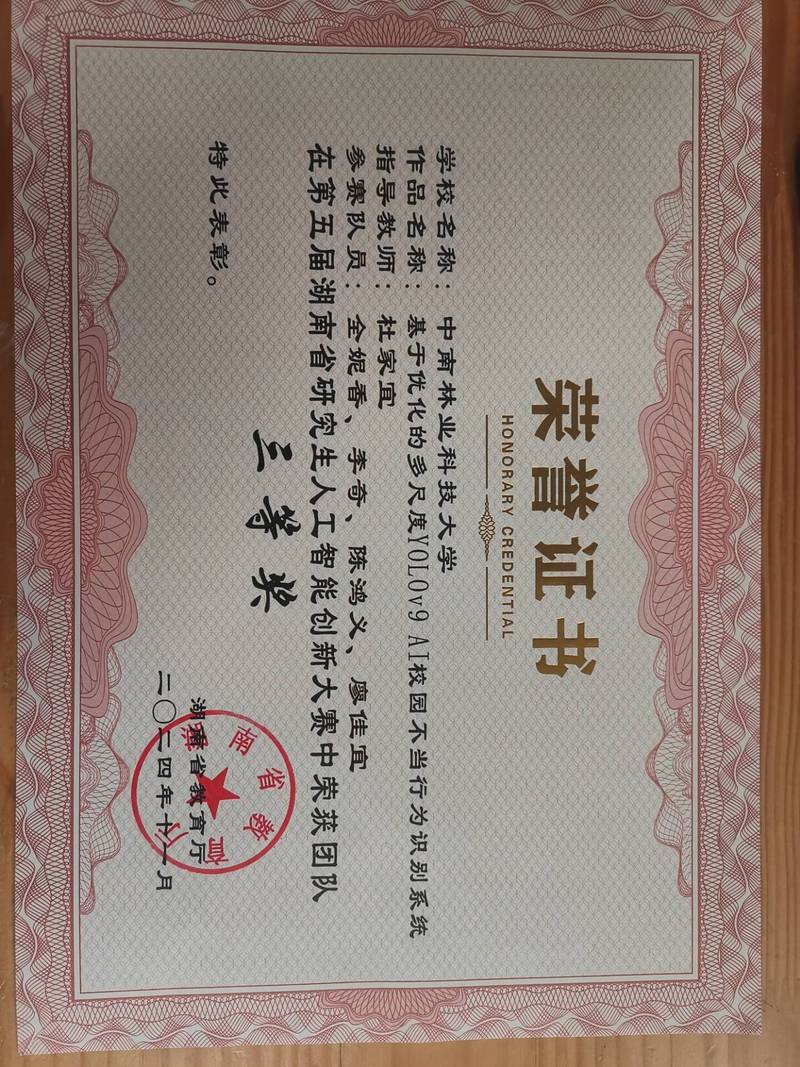 荣誉证书
HONORARY CREDENTIAL
学校名称：中南林业科技大学
作品名称：基于优化的多尺度YOLOv9 AI校园不当行为识别系统
指导教师：杜家宜
参赛队员：全妮香、李奇、陈鸿义、廖佳宜
在第五届湖南省研究生人工智能创新大赛中荣获团队
三等奖
特此表彰。
湖南省教育厅
二〇二四年十一月
湖南省教育厅